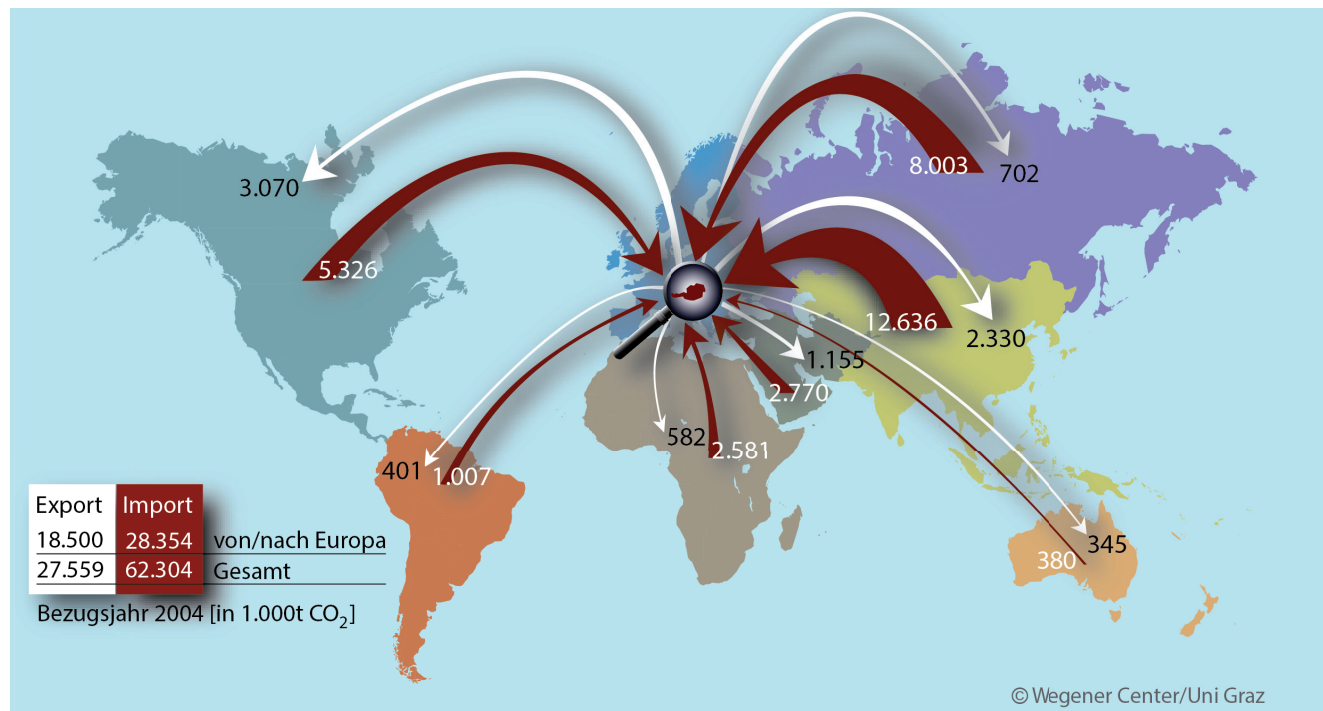 3.070
8.003
702
5.326
12.636
2.330
1.155
2.770
582
2.581
401
1.007
345
380
Export Import
18.500 28.354 von/nach Europa
27.559 62.304 Gesamt
Bezugsjahr 2004 [in 1.000t CO₂]
© Wegener Center/Uni Graz